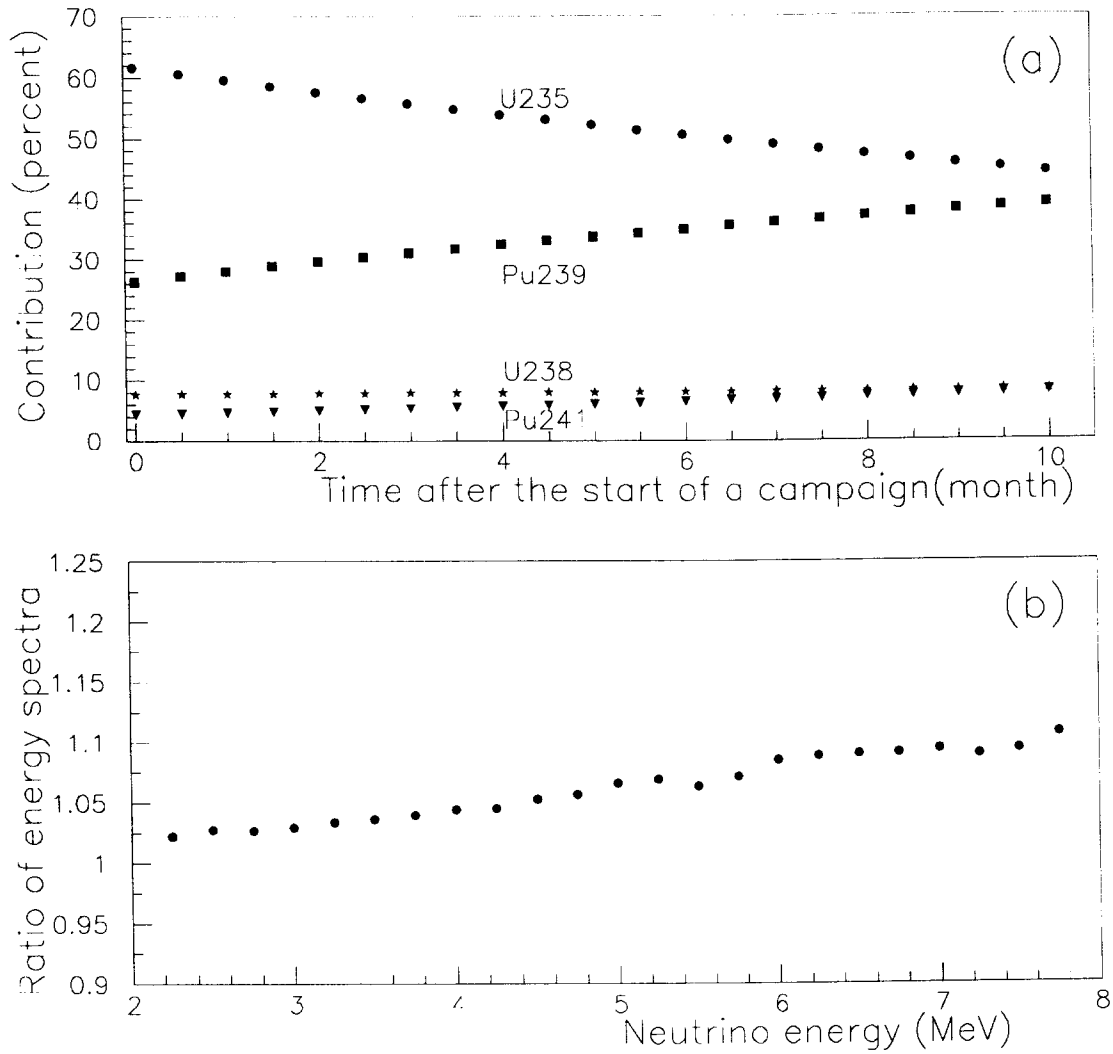 70
60
50
40
30
20
10
0
Contribution (percent)
(a)
U235
Pu239
U238
Pu241
0 2 4 6 8 10
Time after the start of a campaign(month)
1.25
1.2
1.15
1.1
1.05
1
0.95
0.9
Ratio of energy spectra
(b)
2 3 4 5 6 7 8
Neutrino energy (MeV)